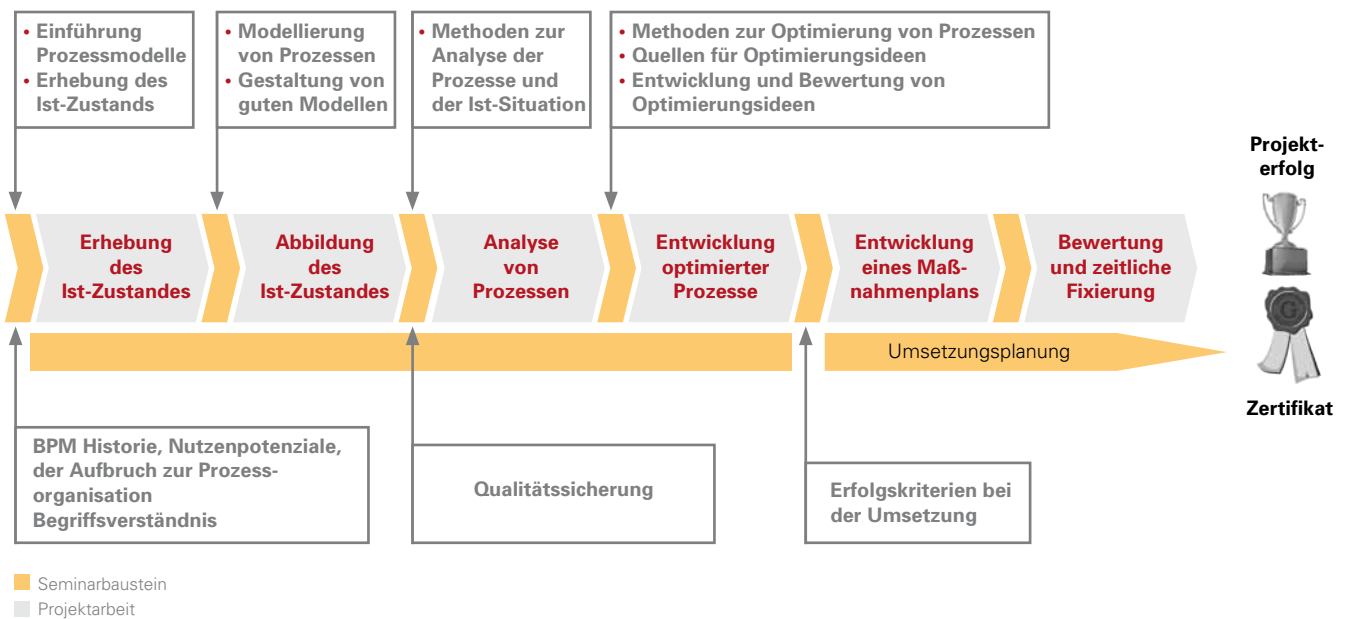 • Einführung
Prozessmodelle
• Erhebung des
Ist-Zustands
• Modellierung
von Prozessen
• Gestaltung von
guten Modellen
• Methoden zur
Analyse der
Prozesse und
der Ist-Situation
• Methoden zur Optimierung von Prozessen
• Quellen für Optimierungsideen
• Entwicklung und Bewertung von
Optimierungsideen
Projekt-
erfolg
Erhebung
des
Ist-Zustandes
Abbildung
des
Ist-Zustandes
Analyse
von
Prozessen
Entwicklung
optimierter
Prozesse
Entwicklung
eines Maß-
nahmenplans
Bewertung
und zeitliche
Fixierung
G
Umsetzungsplanung
Zertifikat
BPM Historie, Nutzenpotenziale,
der Aufbruch zur Prozess-
organisation
Begriffsverständnis
Qualitätssicherung
Erfolgskriterien bei
der Umsetzung
Seminarbaustein
Projektarbeit